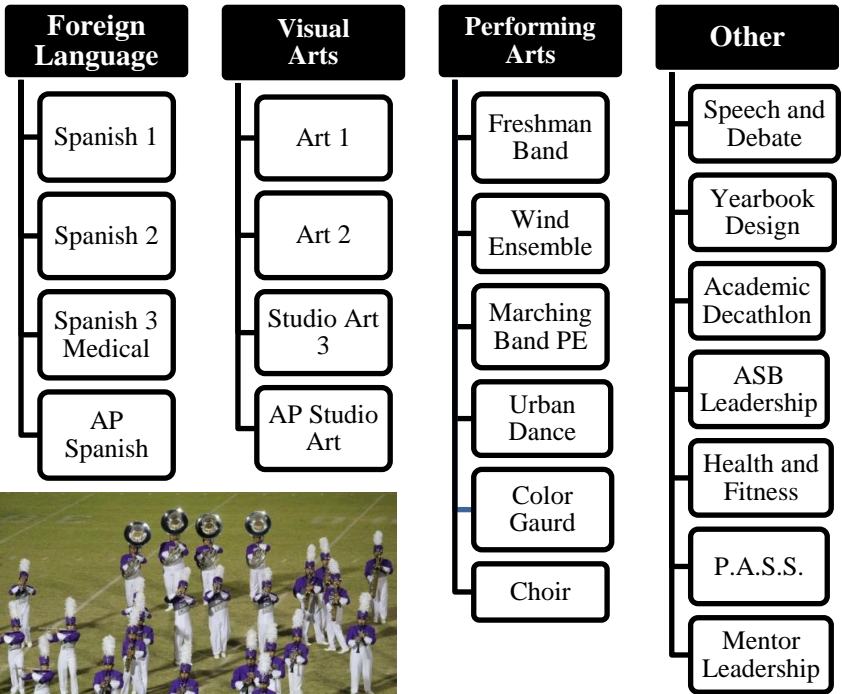 Foreign
Language
Spanish 1
Spanish 2
Spanish 3
Medical
AP
Spanish
Visual
Arts
Art 1
Art 2
Studio Art
3
AP Studio
Art
Performing
Arts
Freshman
Band
Wind
Ensemble
Marching
Band PE
Urban
Dance
Color
Gaurd
Choir
Other
Speech and
Debate
Yearbook
Design
Academic
Decathlon
ASB
Leadership
Health and
Fitness
P.A.S.S.
Mentor
Leadership